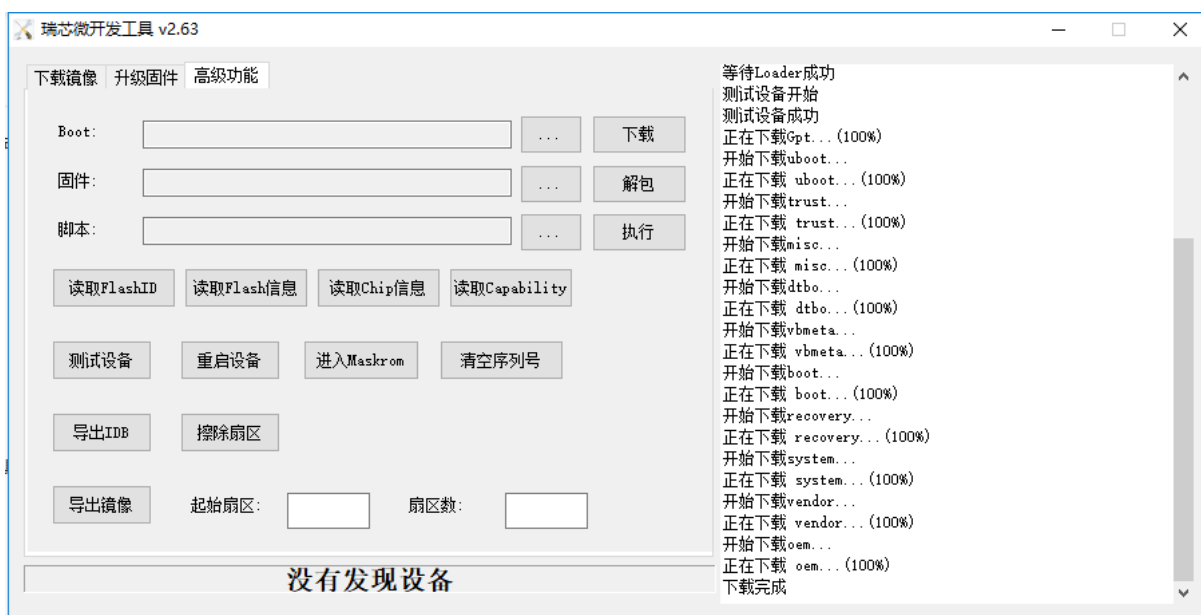 瑞芯微开发工具 v2.63
下载镜像 升级固件 高级功能
Boot: ... 下载
固件: ... 解包
脚本: ... 执行
读取FlashID 读取Flash信息 读取Chip信息 读取Capability
测试设备 重启设备 进入Maskrom 清空序列号
导出IDB 擦除扇区
导出镜像 起始扇区: 扇区数:
没有发现设备
等待Loader成功
测试设备开始
测试设备成功
正在下载Gpt...(100%)
开始下载uboot...
正在下载 uboot...(100%)
开始下载trust...
正在下载 trust...(100%)
开始下载misc...
正在下载 misc...(100%)
开始下载dtbo...
正在下载 dtbo...(100%)
开始下载vbmeta...
正在下载 vbmeta...(100%)
开始下载boot...
正在下载 boot...(100%)
开始下载recovery...
正在下载 recovery...(100%)
开始下载system...
正在下载 system...(100%)
开始下载vendor...
正在下载 vendor...(100%)
开始下载oem...
正在下载 oem...(100%)
下载完成